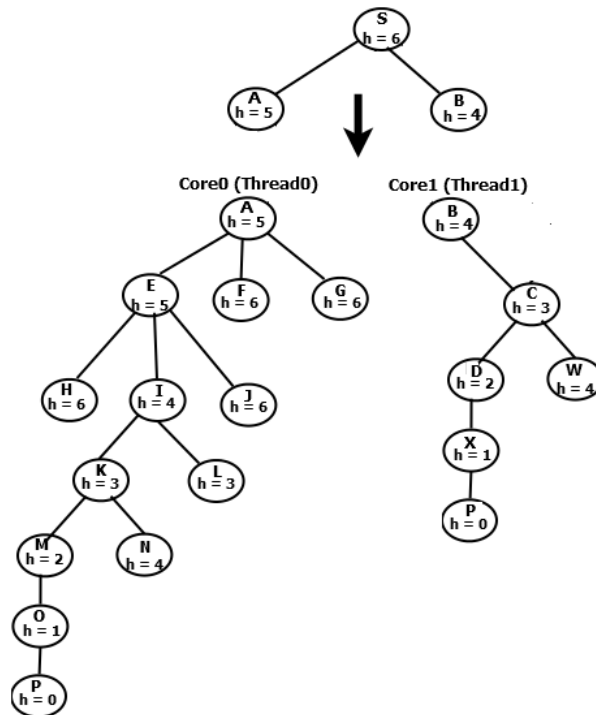 S
h = 6
A
h = 5
B
h = 4
Core0 (Thread0)
Core1 (Thread1)
A
h = 5
B
h = 4
E
h = 5
F
h = 6
G
h = 6
C
h = 3
H
h = 6
I
h = 4
J
h = 6
D
h = 2
W
h = 4
K
h = 3
L
h = 3
X
h = 1
M
h = 2
N
h = 4
P
h = 0
O
h = 1
P
h = 0